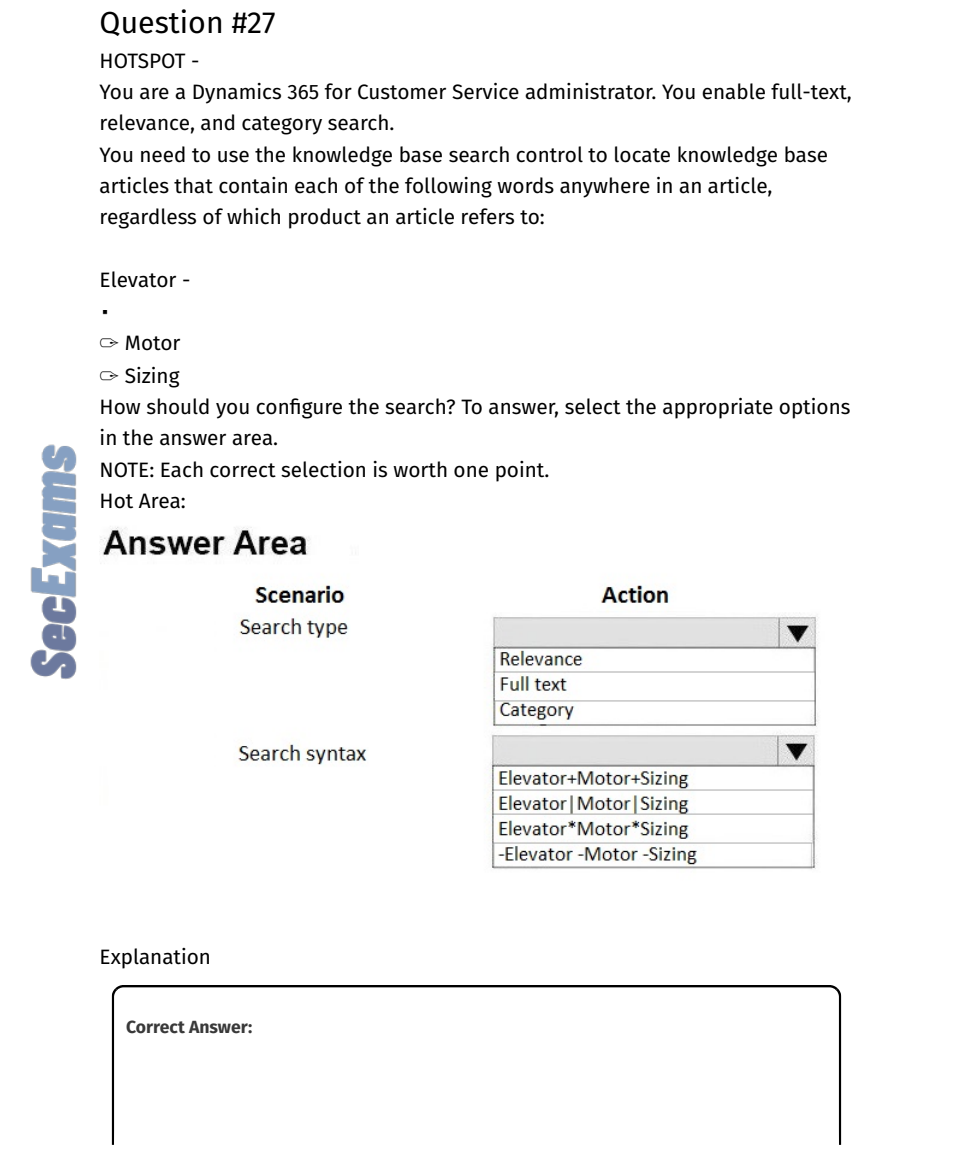 Question #27
HOTSPOT -
You are a Dynamics 365 for Customer Service administrator. You enable full-text,
relevance, and category search.
You need to use the knowledge base search control to locate knowledge base
articles that contain each of the following words anywhere in an article,
regardless of which product an article refers to:
Elevator -
▪
✑ Motor
✑ Sizing
How should you configure the search? To answer, select the appropriate options
in the answer area.
NOTE: Each correct selection is worth one point.
Hot Area:
SecExams
Answer Area
Scenario Action
Search type
Relevance
Full text
Category
Search syntax
Elevator+Motor+Sizing
Elevator|Motor|Sizing
Elevator*Motor*Sizing
-Elevator -Motor -Sizing
Explanation
Correct Answer: